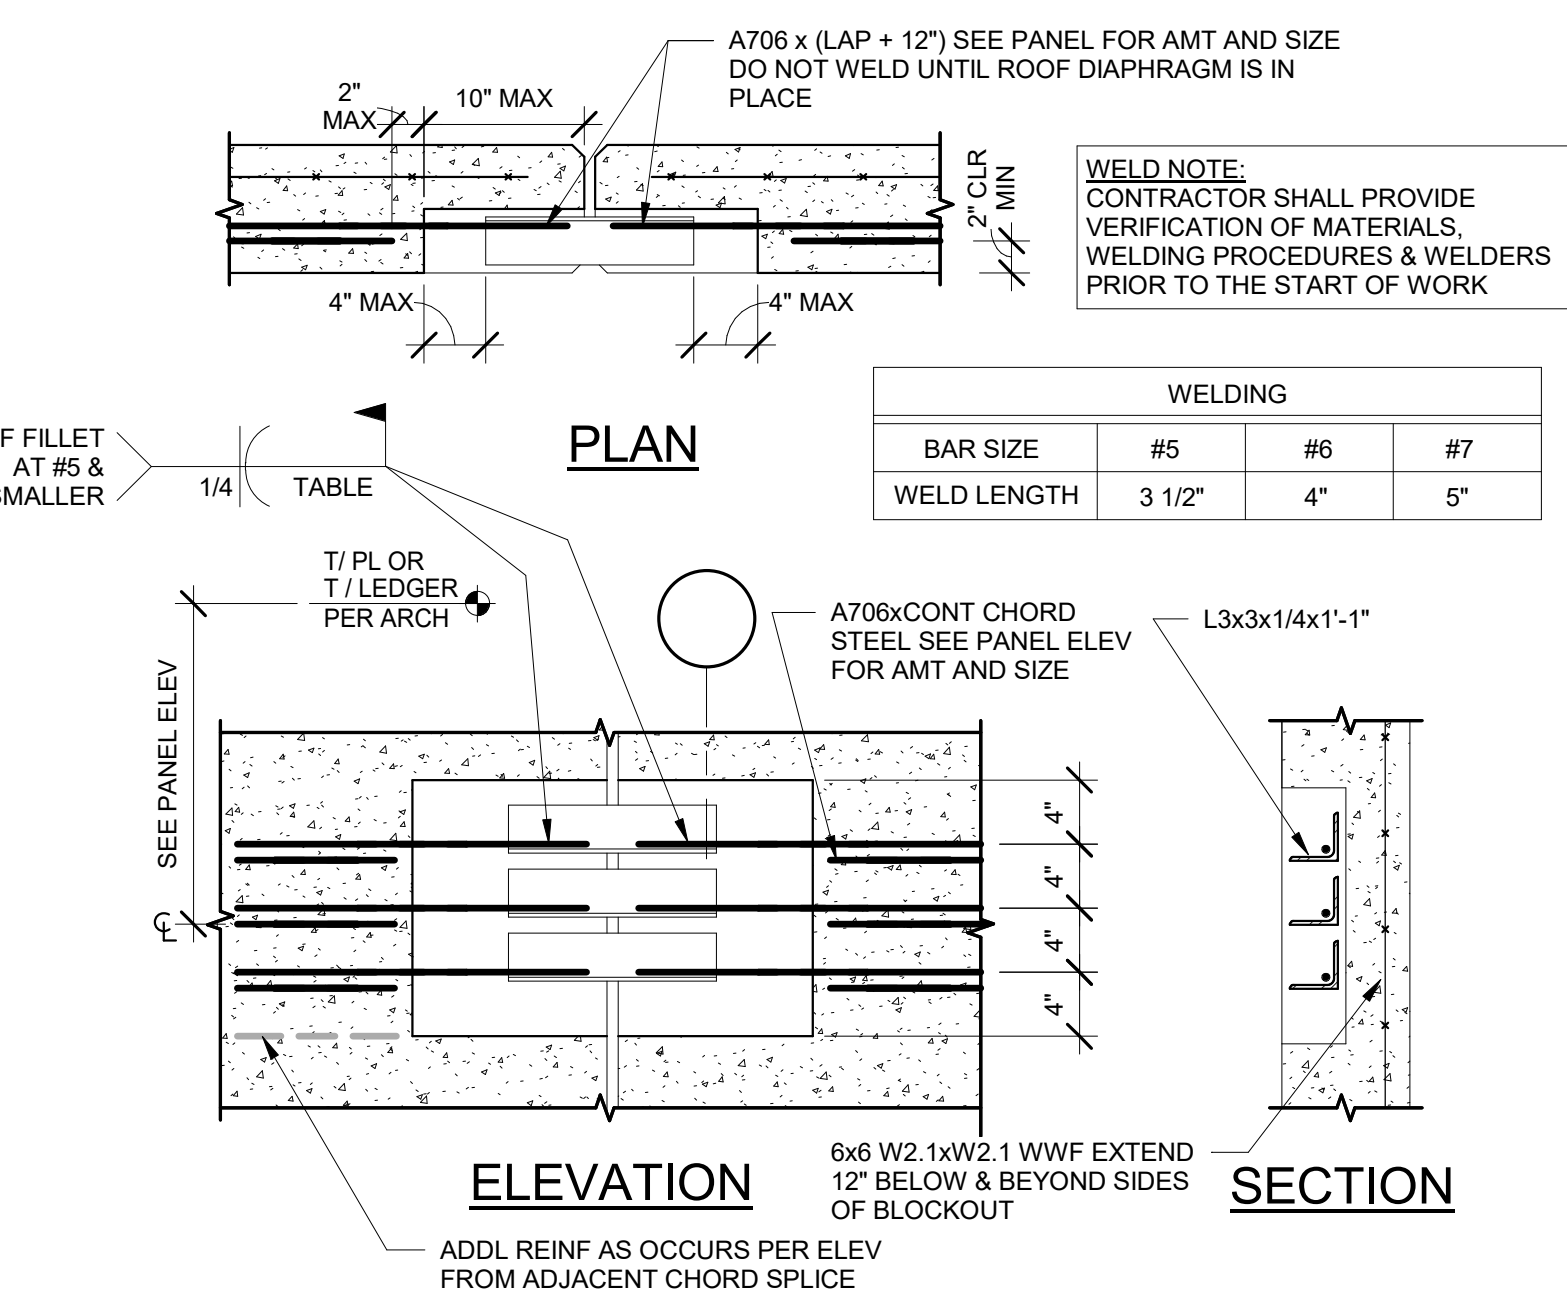 A706 x (LAP + 12") SEE PANEL FOR AMT AND SIZE
DO NOT WELD UNTIL ROOF DIAPHRAGM IS IN
PLACE
2"
MAX
10" MAX
2" CLR
MIN
WELD NOTE:
CONTRACTOR SHALL PROVIDE
VERIFICATION OF MATERIALS,
WELDING PROCEDURES & WELDERS
PRIOR TO THE START OF WORK
4" MAX
4" MAX
PLAN
WELDING
BAR SIZE #5 #6 #7
WELD LENGTH 3 1/2" 4" 5"
F FILLET
AT #5 &
SMALLER
1/4
TABLE
T/ PL OR
T / LEDGER
PER ARCH
SEE PANEL ELEV
A706xCONT CHORD
STEEL SEE PANEL ELEV
FOR AMT AND SIZE
L3x3x1/4x1'-1"
4"
4"
4"
4"
ELEVATION
6x6 W2.1xW2.1 WWF EXTEND
12" BELOW & BEYOND SIDES
OF BLOCKOUT
SECTION
ADDL REINF AS OCCURS PER ELEV
FROM ADJACENT CHORD SPLICE